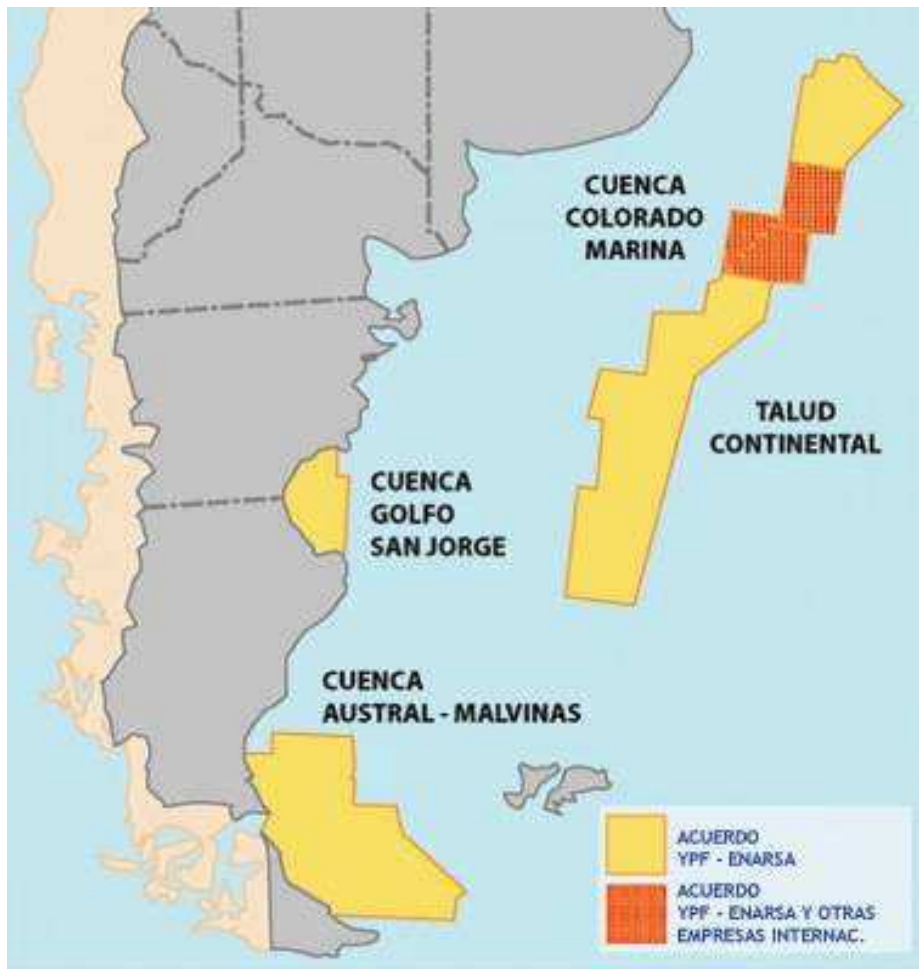 CUENCA
COLORADO
MARINA
TALUD
CONTINENTAL
CUENCA
GOLFO
SAN JORGE
CUENCA
AUSTRAL - MALVINAS
ACUERDO
YPF - ENARSA
ACUERDO
YPF - ENARSA Y OTRAS
EMPRESAS INTERNAC.